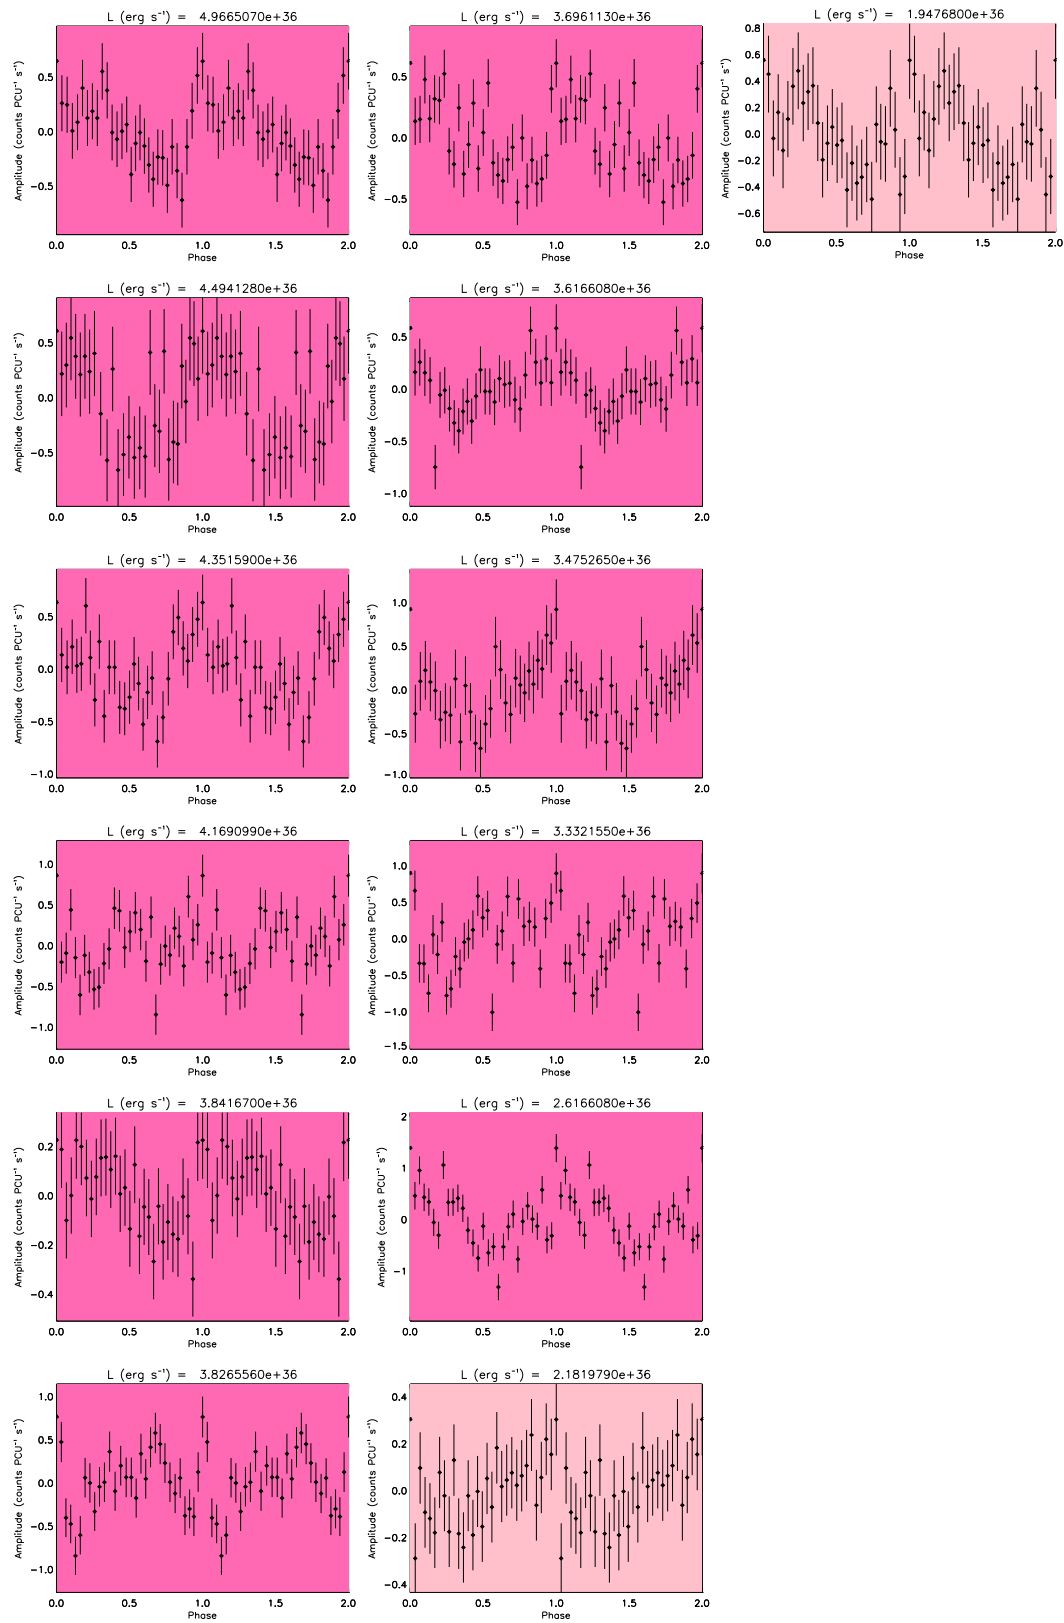 L (erg s⁻¹) = 4.9665070e+36
Amplitude (counts PCU⁻¹ s⁻¹)
0.5
0.0
−0.5
0.0 0.5 1.0 1.5 2.0
Phase
L (erg s⁻¹) = 3.6961130e+36
Amplitude (counts PCU⁻¹ s⁻¹)
0.5
0.0
−0.5
0.0 0.5 1.0 1.5 2.0
Phase
L (erg s⁻¹) = 1.9476800e+36
Amplitude (counts PCU⁻¹ s⁻¹)
0.8
0.6
0.4
0.2
0.0
−0.2
−0.4
−0.6
0.0 0.5 1.0 1.5 2.0
Phase
L (erg s⁻¹) = 4.4941280e+36
Amplitude (counts PCU⁻¹ s⁻¹)
0.5
0.0
−0.5
0.0 0.5 1.0 1.5 2.0
Phase
L (erg s⁻¹) = 3.6166080e+36
Amplitude (counts PCU⁻¹ s⁻¹)
0.5
0.0
−0.5
−1.0
0.0 0.5 1.0 1.5 2.0
Phase
L (erg s⁻¹) = 4.3515900e+36
Amplitude (counts PCU⁻¹ s⁻¹)
0.5
0.0
−0.5
−1.0
0.0 0.5 1.0 1.5 2.0
Phase
L (erg s⁻¹) = 3.4752650e+36
Amplitude (counts PCU⁻¹ s⁻¹)
1.0
0.5
0.0
−0.5
−1.0
0.0 0.5 1.0 1.5 2.0
Phase
L (erg s⁻¹) = 4.1690990e+36
Amplitude (counts PCU⁻¹ s⁻¹)
1.0
0.5
0.0
−0.5
−1.0
0.0 0.5 1.0 1.5 2.0
Phase
L (erg s⁻¹) = 3.3321550e+36
Amplitude (counts PCU⁻¹ s⁻¹)
1.0
0.5
0.0
−0.5
−1.0
−1.5
0.0 0.5 1.0 1.5 2.0
Phase
L (erg s⁻¹) = 3.8416700e+36
Amplitude (counts PCU⁻¹ s⁻¹)
0.2
0.0
−0.2
−0.4
0.0 0.5 1.0 1.5 2.0
Phase
L (erg s⁻¹) = 2.6166080e+36
Amplitude (counts PCU⁻¹ s⁻¹)
2
1
0
−1
0.0 0.5 1.0 1.5 2.0
Phase
L (erg s⁻¹) = 3.8265560e+36
Amplitude (counts PCU⁻¹ s⁻¹)
1.0
0.5
0.0
−0.5
−1.0
0.0 0.5 1.0 1.5 2.0
Phase
L (erg s⁻¹) = 2.1819790e+36
Amplitude (counts PCU⁻¹ s⁻¹)
0.4
0.2
0.0
−0.2
−0.4
0.0 0.5 1.0 1.5 2.0
Phase